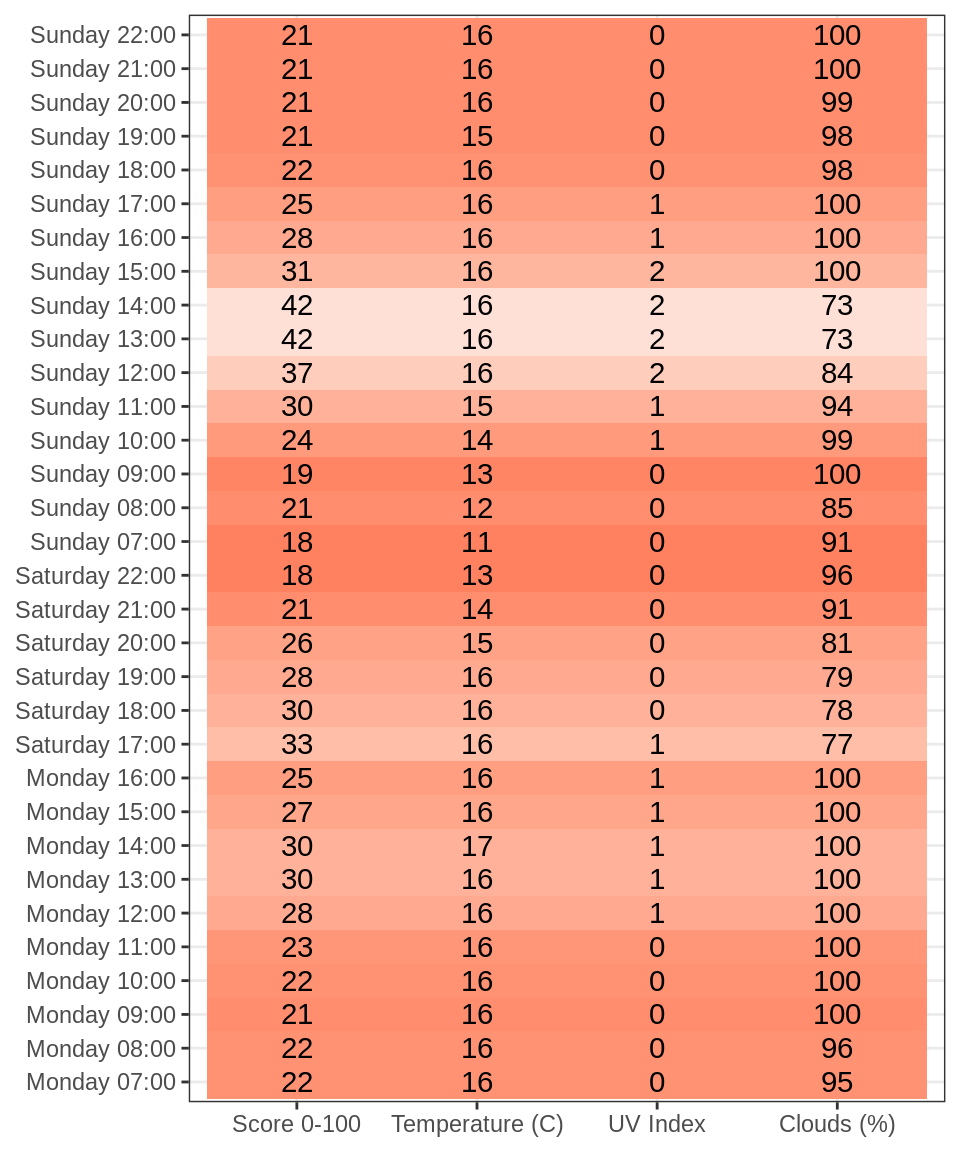 Sunday 22:00 21 16 0 100
Sunday 21:00 21 16 0 100
Sunday 20:00 21 16 0 99
Sunday 19:00 21 15 0 98
Sunday 18:00 22 16 0 98
Sunday 17:00 25 16 1 100
Sunday 16:00 28 16 1 100
Sunday 15:00 31 16 2 100
Sunday 14:00 42 16 2 73
Sunday 13:00 42 16 2 73
Sunday 12:00 37 16 2 84
Sunday 11:00 30 15 1 94
Sunday 10:00 24 14 1 99
Sunday 09:00 19 13 0 100
Sunday 08:00 21 12 0 85
Sunday 07:00 18 11 0 91
Saturday 22:00 18 13 0 96
Saturday 21:00 21 14 0 91
Saturday 20:00 26 15 0 81
Saturday 19:00 28 16 0 79
Saturday 18:00 30 16 0 78
Saturday 17:00 33 16 1 77
Monday 16:00 25 16 1 100
Monday 15:00 27 16 1 100
Monday 14:00 30 17 1 100
Monday 13:00 30 16 1 100
Monday 12:00 28 16 1 100
Monday 11:00 23 16 0 100
Monday 10:00 22 16 0 100
Monday 09:00 21 16 0 100
Monday 08:00 22 16 0 96
Monday 07:00 22 16 0 95
Score 0-100 Temperature (C) UV Index Clouds (%)